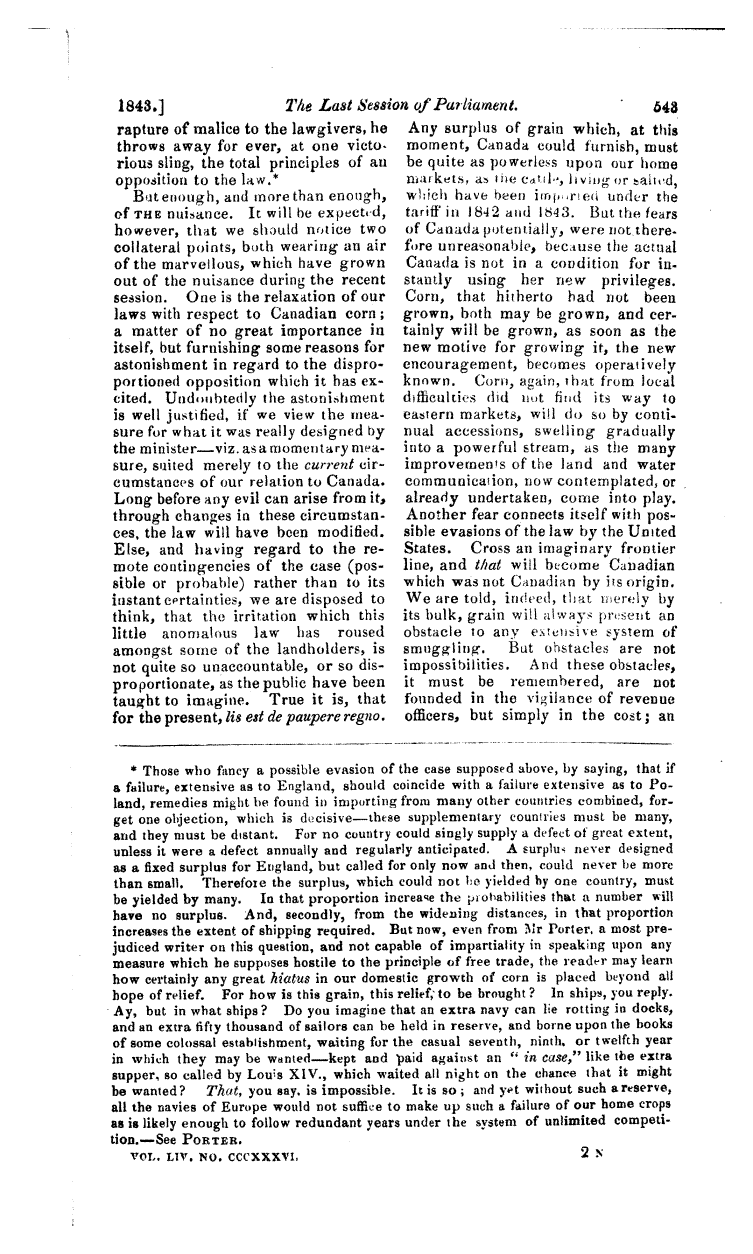 1843.] The Last Session of Parliament. 543
rapture of malice to the lawgivers, he
throws away for ever, at one victo-
rious sling, the total principles of an
opposition to the law.*
But enough, and more than enough,
of THE nuisance. It will be expected,
however, that we should notice two
collateral points, both wearing an air
of the marvellous, which have grown
out of the nuisance during the recent
session. One is the relaxation of our
laws with respect to Canadian corn;
a matter of no great importance in
itself, but furnishing some reasons for
astonishment in regard to the dispro-
portioned opposition which it has ex-
cited. Undoubtedly the astonishment
is well justified, if we view the mea-
sure for what it was really designed by
the minister—viz. as a momentary mea-
sure, suited merely to the current cir-
cumstances of our relation to Canada.
Long before any evil can arise from it,
through changes in these circumstan-
ces, the law will have been modified.
Else, and having regard to the re-
mote contingencies of the case (pos-
sible or probable) rather than to its
instant certainties, we are disposed to
think, that the irritation which this
little anomalous law has roused
amongst some of the landholders, is
not quite so unaccountable, or so dis-
proportionate, as the public have been
taught to imagine. True it is, that
for the present, lis est de paupere regno.
Any surplus of grain which, at this
moment, Canada could furnish, must
be quite as powerless upon our home
markets, as the cattle, living or salted,
which have been imported under the
tariff in 1842 and 1843. But the fears
of Canada potentially, were not there-
fore unreasonable, because the actual
Canada is not in a condition for in-
stantly using her new privileges.
Corn, that hitherto had not been
grown, both may be grown, and cer-
tainly will be grown, as soon as the
new motive for growing it, the new
encouragement, becomes operatively
known. Corn, again, that from local
difficulties did not find its way to
eastern markets, will do so by conti-
nual accessions, swelling gradually
into a powerful stream, as the many
improvements of the land and water
communication, now contemplated, or
already undertaken, come into play.
Another fear connects itself with pos-
sible evasions of the law by the United
States. Cross an imaginary frontier
line, and that will become Canadian
which was not Canadian by its origin.
We are told, indeed, that merely by
its bulk, grain will always present an
obstacle to any extensive system of
smuggling. But obstacles are not
impossibilities. And these obstacles,
it must be remembered, are not
founded in the vigilance of revenue
officers, but simply in the cost; an
* Those who fancy a possible evasion of the case supposed above, by saying, that if
a failure, extensive as to England, should coincide with a failure extensive as to Po-
land, remedies might be found in importing from many other countries combined, for-
get one objection, which is decisive—these supplementary countries must be many,
and they must be distant. For no country could singly supply a defect of great extent,
unless it were a defect annually and regularly anticipated. A surplus never designed
as a fixed surplus for England, but called for only now and then, could never be more
than small. Therefore the surplus, which could not be yielded by one country, must
be yielded by many. In that proportion increase the probabilities that a number will
have no surplus. And, secondly, from the widening distances, in that proportion
increases the extent of shipping required. But now, even from Mr Porter, a most pre-
judiced writer on this question, and not capable of impartiality in speaking upon any
measure which he supposes hostile to the principle of free trade, the reader may learn
how certainly any great hiatus in our domestic growth of corn is placed beyond all
hope of relief. For how is this grain, this relief, to be brought? In ships, you reply.
Ay, but in what ships? Do you imagine that an extra navy can lie rotting in docks,
and an extra fifty thousand of sailors can be held in reserve, and borne upon the books
of some colossal establishment, waiting for the casual seventh, ninth, or twelfth year
in which they may be wanted—kept and paid against an “ in case,” like the extra
supper, so called by Louis XIV., which waited all night on the chance that it might
be wanted? That, you say, is impossible. It is so; and yet without such a reserve,
all the navies of Europe would not suffice to make up such a failure of our home crops
as is likely enough to follow redundant years under the system of unlimited competi-
tion.—See PORTER.
VOL. LIV. NO. CCCXXXVI. 2 N